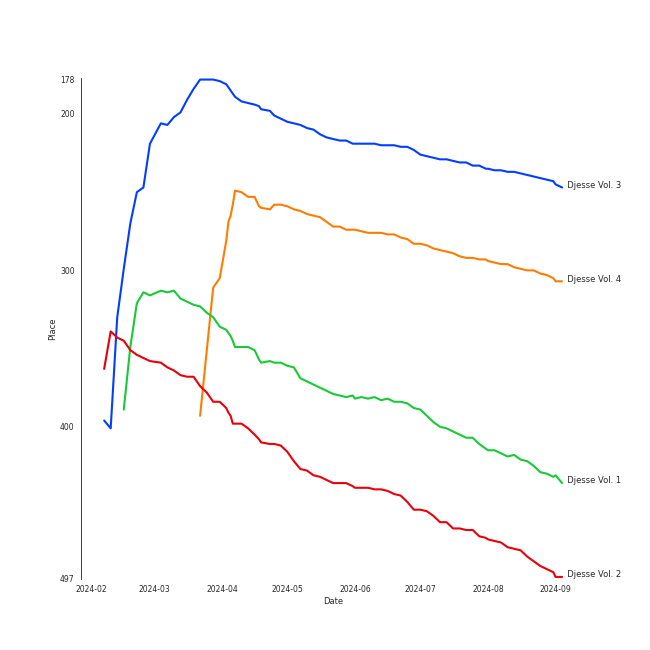 178
200
300
400
497
Place
2024-02
2024-03
2024-04
2024-05
2024-06
2024-07
2024-08
2024-09
Date
Djesse Vol. 3
Djesse Vol. 4
Djesse Vol. 1
Djesse Vol. 2